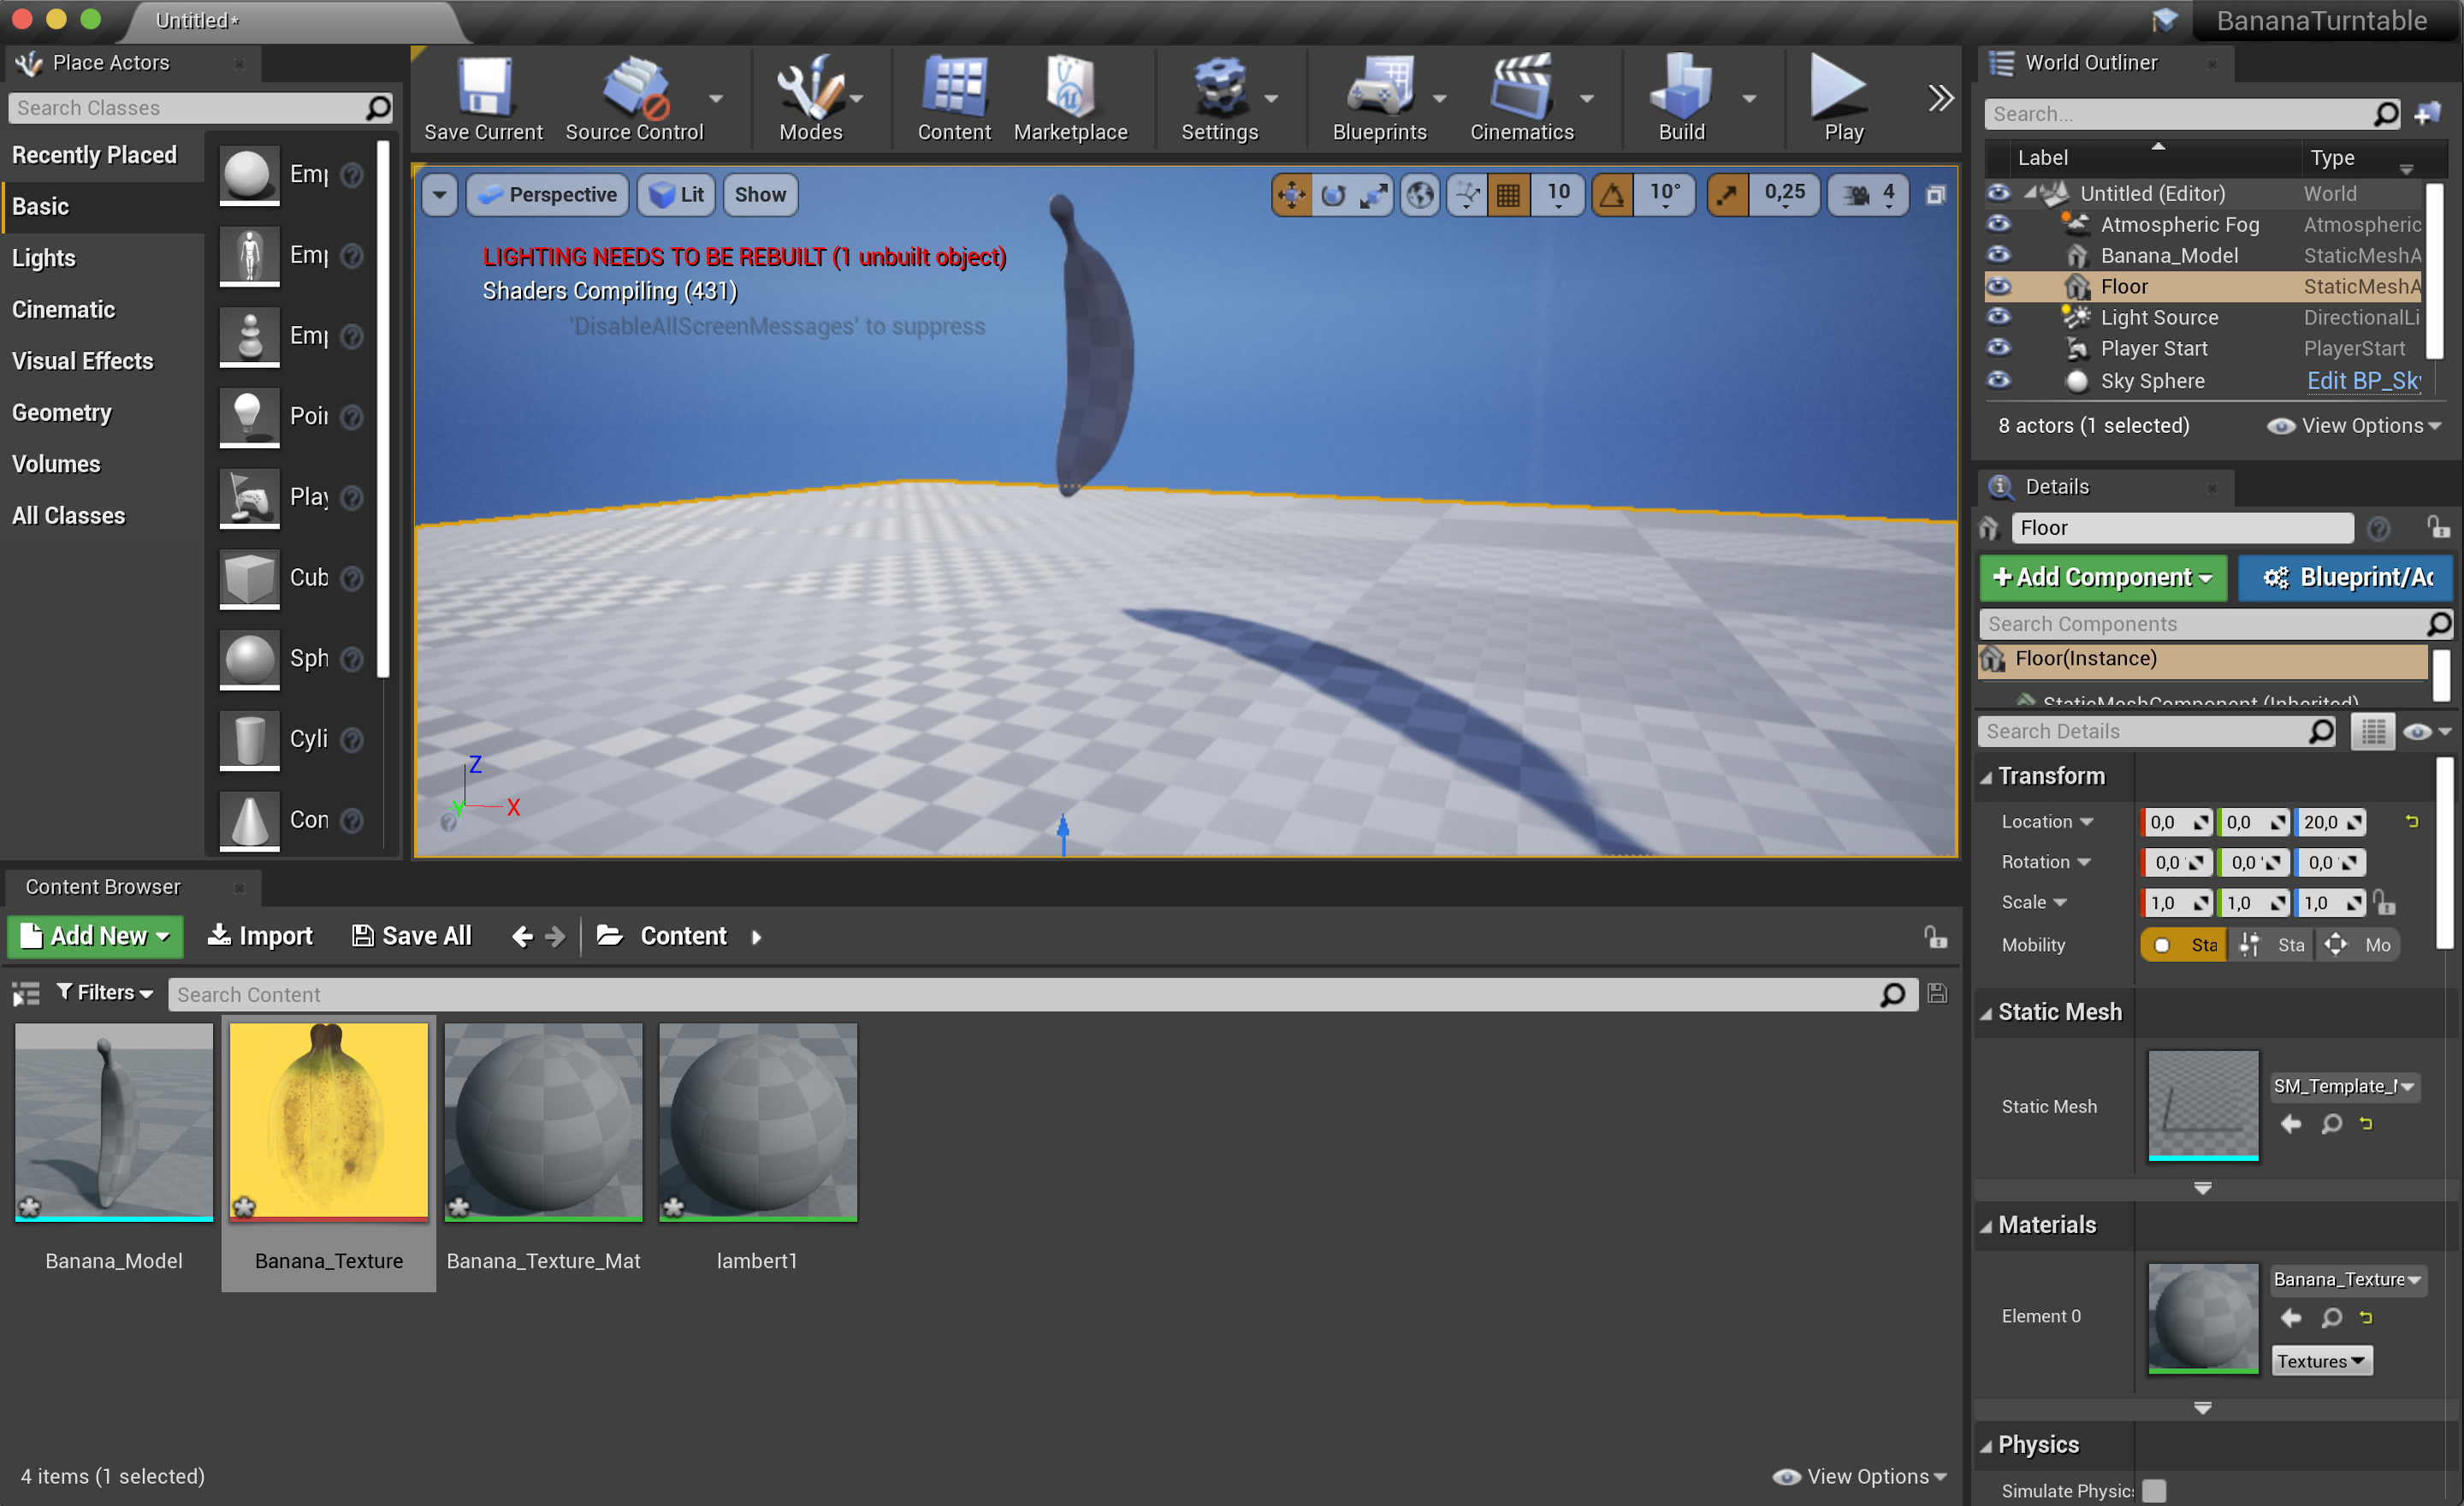 Untitled*
BananaTurntable
Place Actors
Search Classes
Recently Placed
Basic
Lights
Cinematic
Visual Effects
Geometry
Volumes
All Classes
Emp
Emp
Emp
Poin
Play
Cub
Sph
Cyli
Con
Save Current
Source Control
Modes
Content
Marketplace
Settings
Blueprints
Cinematics
Build
Play
Perspective
Lit
Show
10
10°
0,25
4
LIGHTING NEEDS TO BE REBUILT (1 unbuilt object)
Shaders Compiling (431)
'DisableAllScreenMessages' to suppress
Z
Y
X
World Outliner
Search...
Label Type
Untitled (Editor) World
Atmospheric Fog Atmospheric
Banana_Model StaticMeshA
Floor StaticMeshA
Light Source DirectionalLi
Player Start PlayerStart
Sky Sphere Edit BP_Sky
8 actors (1 selected) View Options
Details
Floor
+Add Component Blueprint/Ac
Search Components
Floor(Instance)
StaticMeshComponent (Inherited)
Search Details
Transform
Location 0,0 0,0 20,0
Rotation 0,0 ° 0,0 ° 0,0
Scale 1,0 1,0 1,0
Mobility Sta Sta Mo
Static Mesh
Static Mesh SM_Template_M
Materials
Element 0 Banana_Texture
Textures
Physics
Simulate Physics
Content Browser
Add New Import Save All Content
Filters Search Content
Banana_Model Banana_Texture Banana_Texture_Mat lambert1
4 items (1 selected) View Options